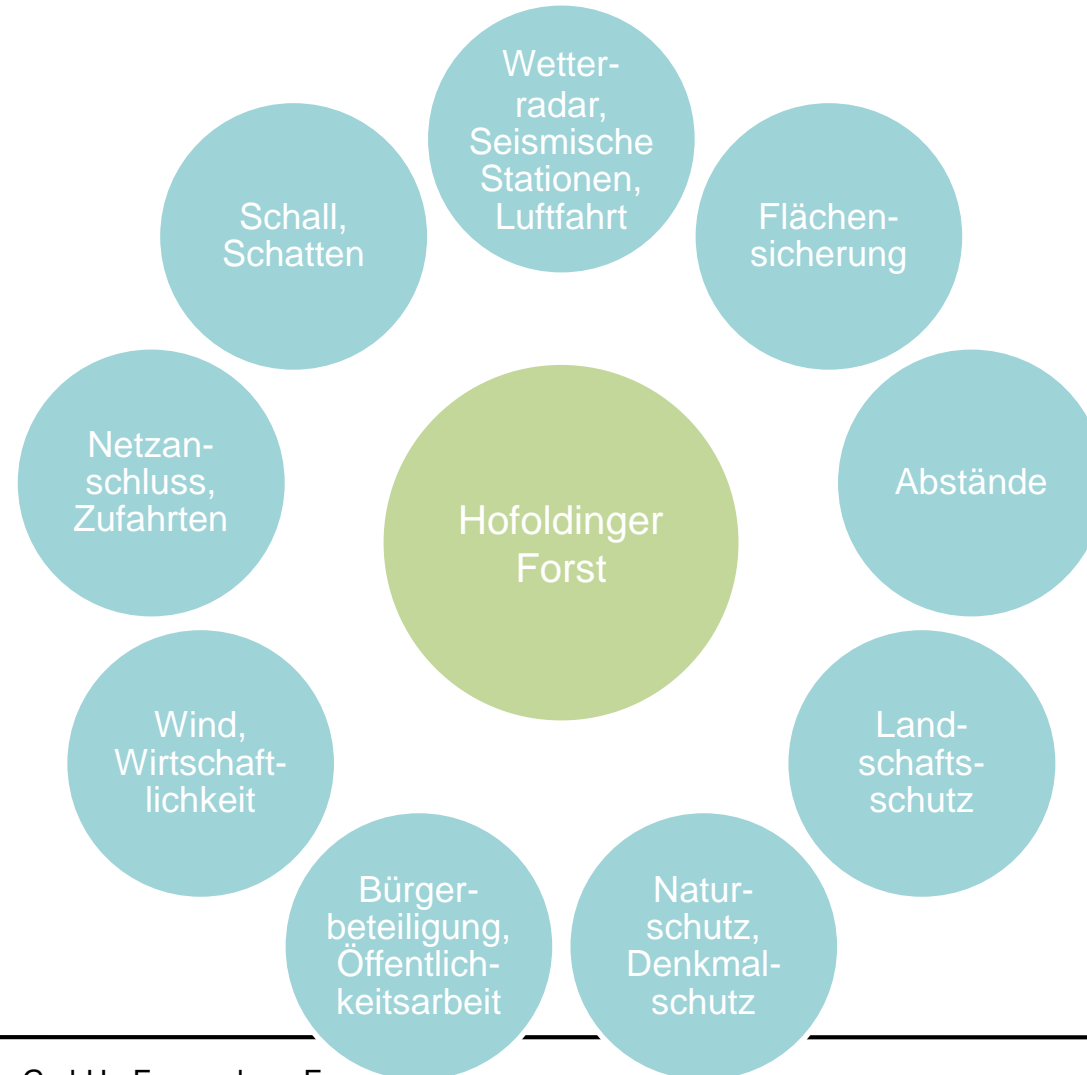 Wetter-
radar,
Seismische
Stationen,
Luftfahrt
Flächen-
sicherung
Abstände
Land-
schafts-
schutz
Natur-
schutz,
Denkmal-
schutz
Bürger-
beteiligung,
Öffentlich-
keitsarbeit
Wind,
Wirtschaft-
lichkeit
Netzan-
schluss,
Zufahrten
Schall,
Schatten
Hofoldinger
Forst